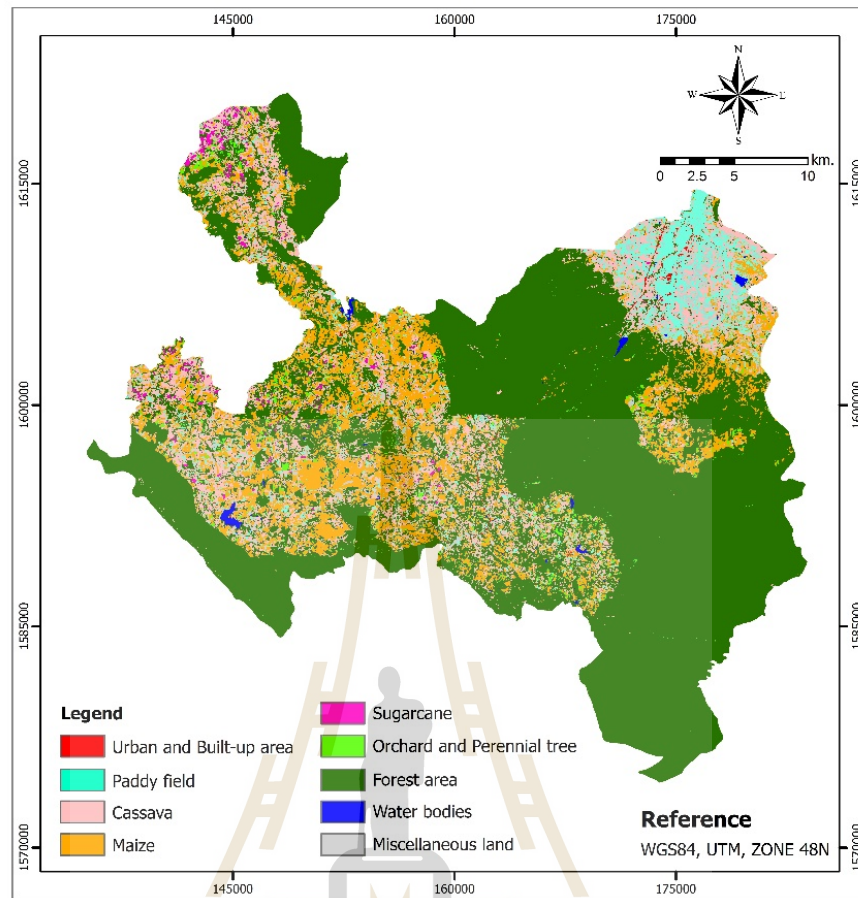 145000 160000 175000
N
W E
S
0 2.5 5 10 km.
1615000 1615000
1600000 1600000
1585000 1585000
1570000 1570000
Legend
Urban and Built-up area
Paddy field
Cassava
Maize
Sugarcane
Orchard and Perennial tree
Forest area
Water bodies
Miscellaneous land
Reference
WGS84, UTM, ZONE 48N
145000 160000 175000